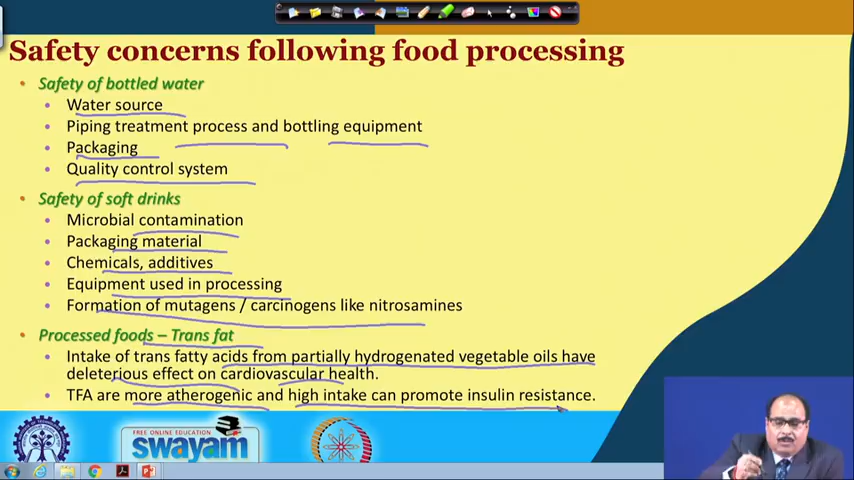 Safety concerns following food processing
• Safety of bottled water
• Water source
• Piping treatment process and bottling equipment
• Packaging
• Quality control system
• Safety of soft drinks
• Microbial contamination
• Packaging material
• Chemicals, additives
• Equipment used in processing
• Formation of mutagens / carcinogens like nitrosamines
• Processed foods – Trans fat
• Intake of trans fatty acids from partially hydrogenated vegetable oils have
deleterious effect on cardiovascular health.
• TFA are more atherogenic and high intake can promote insulin resistance.
FREE ONLINE EDUCATION
swayam